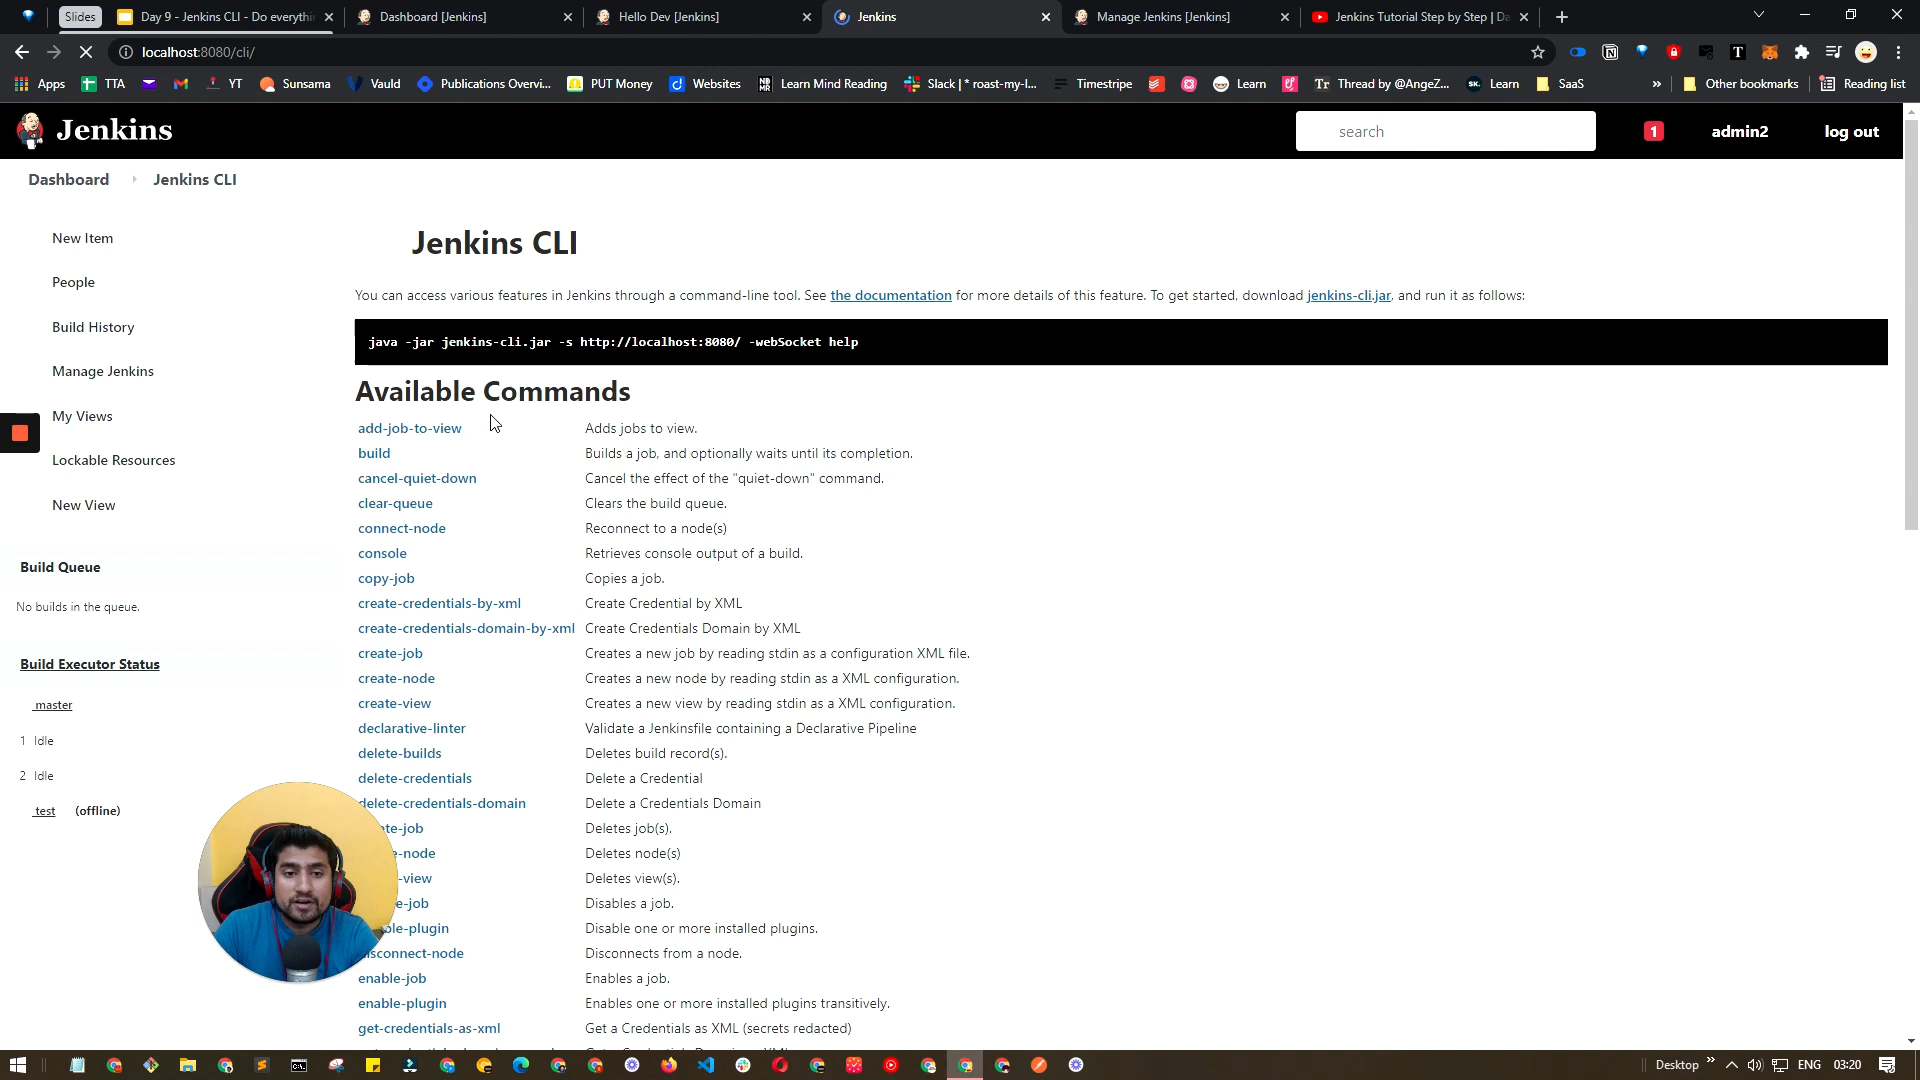 Slides
Day 9 - Jenkins CLI - Do everythin
Dashboard [Jenkins]
Hello Dev [Jenkins]
Jenkins
Manage Jenkins [Jenkins]
Jenkins Tutorial Step by Step | Da
localhost:8080/cli/
Apps
TTA
YT
Sunsama
Vauld
Publications Overvi...
PUT Money
Websites
Learn Mind Reading
Slack | * roast-my-l...
Timestripe
Learn
Tr Thread by @AngeZ...
SK. Learn
SaaS
Other bookmarks
Reading list
Jenkins
search
1
admin2
log out
Dashboard
Jenkins CLI
New Item
People
Build History
Manage Jenkins
My Views
Lockable Resources
New View
Build Queue
No builds in the queue.
Build Executor Status
master
1 Idle
2 Idle
test (offline)
Jenkins CLI
You can access various features in Jenkins through a command-line tool. See the documentation for more details of this feature. To get started, download jenkins-cli.jar, and run it as follows:
java -jar jenkins-cli.jar -s http://localhost:8080/ -webSocket help
Available Commands
add-job-to-view Adds jobs to view.
build Builds a job, and optionally waits until its completion.
cancel-quiet-down Cancel the effect of the "quiet-down" command.
clear-queue Clears the build queue.
connect-node Reconnect to a node(s)
console Retrieves console output of a build.
copy-job Copies a job.
create-credentials-by-xml Create Credential by XML
create-credentials-domain-by-xml Create Credentials Domain by XML
create-job Creates a new job by reading stdin as a configuration XML file.
create-node Creates a new node by reading stdin as a XML configuration.
create-view Creates a new view by reading stdin as a XML configuration.
declarative-linter Validate a Jenkinsfile containing a Declarative Pipeline
delete-builds Deletes build record(s).
delete-credentials Delete a Credential
delete-credentials-domain Delete a Credentials Domain
te-job Deletes job(s).
e-node Deletes node(s)
-view Deletes view(s).
e-job Disables a job.
ble-plugin Disable one or more installed plugins.
disconnect-node Disconnects from a node.
enable-job Enables a job.
enable-plugin Enables one or more installed plugins transitively.
get-credentials-as-xml Get a Credentials as XML (secrets redacted)
Desktop
ENG
03:20